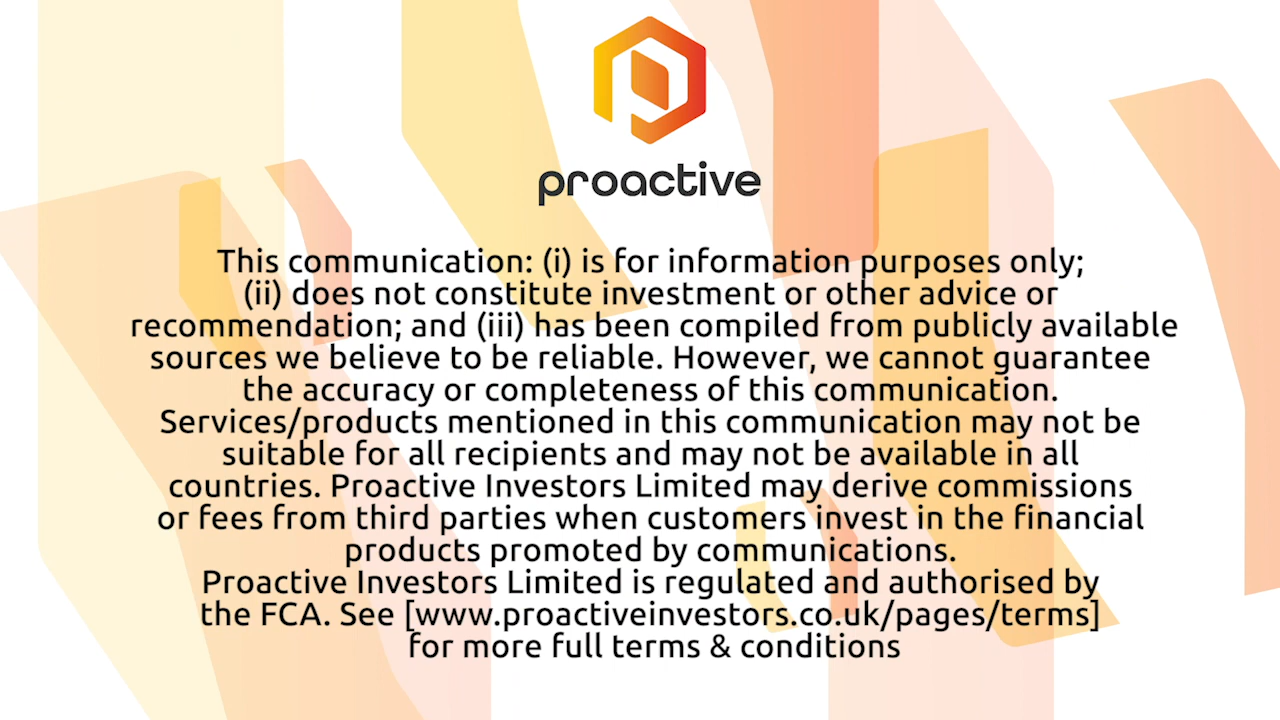 proactive
This communication: (i) is for information purposes only;
(ii) does not constitute investment or other advice or
recommendation; and (iii) has been compiled from publicly available
sources we believe to be reliable. However, we cannot guarantee
the accuracy or completeness of this communication.
Services/products mentioned in this communication may not be
suitable for all recipients and may not be available in all
countries. Proactive Investors Limited may derive commissions
or fees from third parties when customers invest in the financial
products promoted by communications.
Proactive Investors Limited is regulated and authorised by
the FCA. See [www.proactiveinvestors.co.uk/pages/terms]
for more full terms & conditions